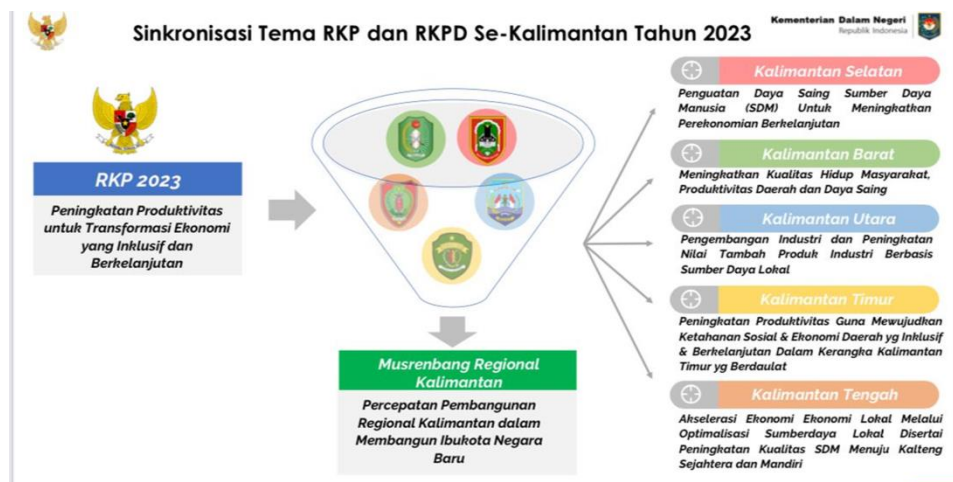 Sinkronisasi Tema RKP dan RKPD Se-Kalimantan Tahun 2023
Kementerian Dalam Negeri
Republik Indonesia
RKP 2023
Peningkatan Produktivitas
untuk Transformasi Ekonomi
yang Inklusif dan
Berkelanjutan
Musrenbang Regional
Kalimantan
Percepatan Pembangunan
Regional Kalimantan dalam
Membangun Ibukota Negara
Baru
Kalimantan Selatan
Penguatan Daya Saing Sumber Daya
Manusia (SDM) Untuk Meningkatkan
Perekonomian Berkelanjutan
Kalimantan Barat
Meningkatkan Kualitas Hidup Masyarakat,
Produktivitas Daerah dan Daya Saing
Kalimantan Utara
Pengembangan Industri dan Peningkatan
Nilai Tambah Produk Industri Berbasis
Sumber Daya Lokal
Kalimantan Timur
Peningkatan Produktivitas Guna Mewujudkan
Ketahanan Sosial & Ekonomi Daerah yg Inklusif
& Berkelanjutan Dalam Kerangka Kalimantan
Timur yg Berdaulat
Kalimantan Tengah
Akselerasi Ekonomi Ekonomi Lokal Melalui
Optimalisasi Sumberdaya Lokal Disertai
Peningkatan Kualitas SDM Menuju Kalteng
Sejahtera dan Mandiri